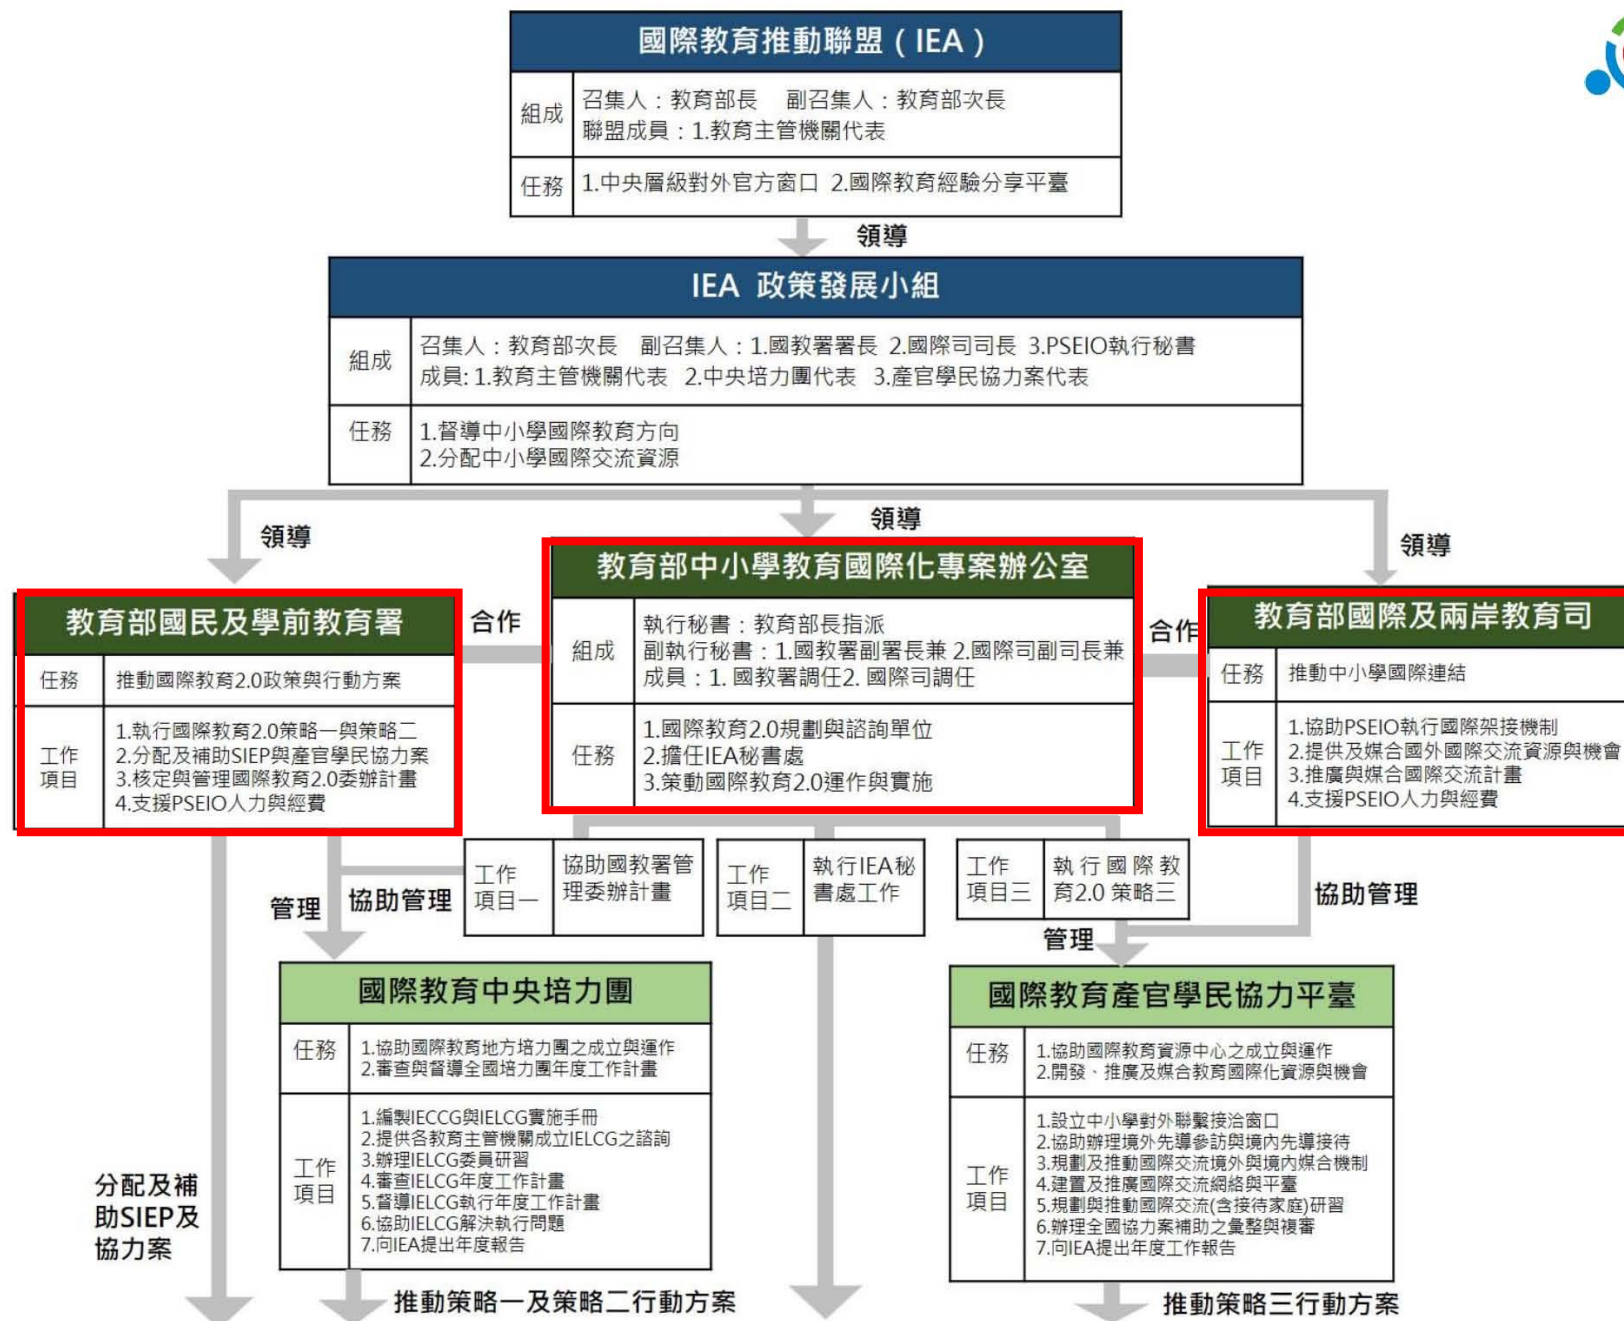 國際教育推動聯盟(IEA)
組成
召集人:教育部長 副召集人:教育部次長
聯盟成員:1.教育主管機關代表
任務
1.中央層級對外官方窗口 2.國際教育經驗分享平臺
領導
IEA 政策發展小組
組成
召集人:教育部次長 副召集人:1.國教署署長 2.國際司司長 3.PSEIO執行秘書
成員:1.教育主管機關代表 2.中央培力團代表 3.產官學民協力案代表
任務
1.督導中小學國際教育方向
2.分配中小學國際交流資源
領導
領導
領導
教育部國民及學前教育署
任務
推動國際教育2.0政策與行動方案
工作
項目
1.執行國際教育2.0策略一與策略二
2.分配及補助SIEP與產官學民協力案
3.核定與管理國際教育2.0委辦計畫
4.支援PSEIO人力與經費
合作
教育部中小學教育國際化專案辦公室
組成
執行秘書:教育部長指派
副執行秘書:1.國教署副署長兼 2.國際司副司長兼
成員:1. 國教署調任2. 國際司調任
任務
1.國際教育2.0規劃與諮詢單位
2.擔任IEA秘書處
3.策動國際教育2.0運作與實施
合作
教育部國際及兩岸教育司
任務
推動中小學國際連結
工作
項目
1.協助PSEIO執行國際架接機制
2.提供及媒合國外國際交流資源與機會
3.推廣與媒合國際交流計畫
4.支援PSEIO人力與經費
管理
協助管理
工作
項目一
協助國教署管
理委辦計畫
工作
項目二
執行IEA秘
書處工作
工作
項目三
執行國際教
育2.0 策略三
管理
協助管理
國際教育中央培力團
任務
1.協助國際教育地方培力團之成立與運作
2.審查與督導全國培力團年度工作計畫
工作
項目
1.編製IECCG與IELCG實施手冊
2.提供各教育主管機關成立IELCG之諮詢
3.辦理IELCG委員研習
4.審查IELCG年度工作計畫
5.督導IELCG執行年度工作計畫
6.協助IELCG解決執行問題
7.向IEA提出年度報告
國際教育產官學民協力平臺
任務
1.協助國際教育資源中心之成立與運作
2.開發、推廣及媒合教育國際化資源與機會
工作
項目
1.設立中小學對外聯繫接洽窗口
2.協助辦理境外先導參訪與境內先導接待
3.規劃及推動國際交流境外與境內媒合機制
4.建置及推廣國際交流網絡與平臺
5.規劃與推動國際交流(含接待家庭)研習
6.辦理全國協力案補助之彙整與複審
7.向IEA提出年度工作報告
分配及補
助SIEP及
協力案
推動策略一及策略二行動方案
推動策略三行動方案